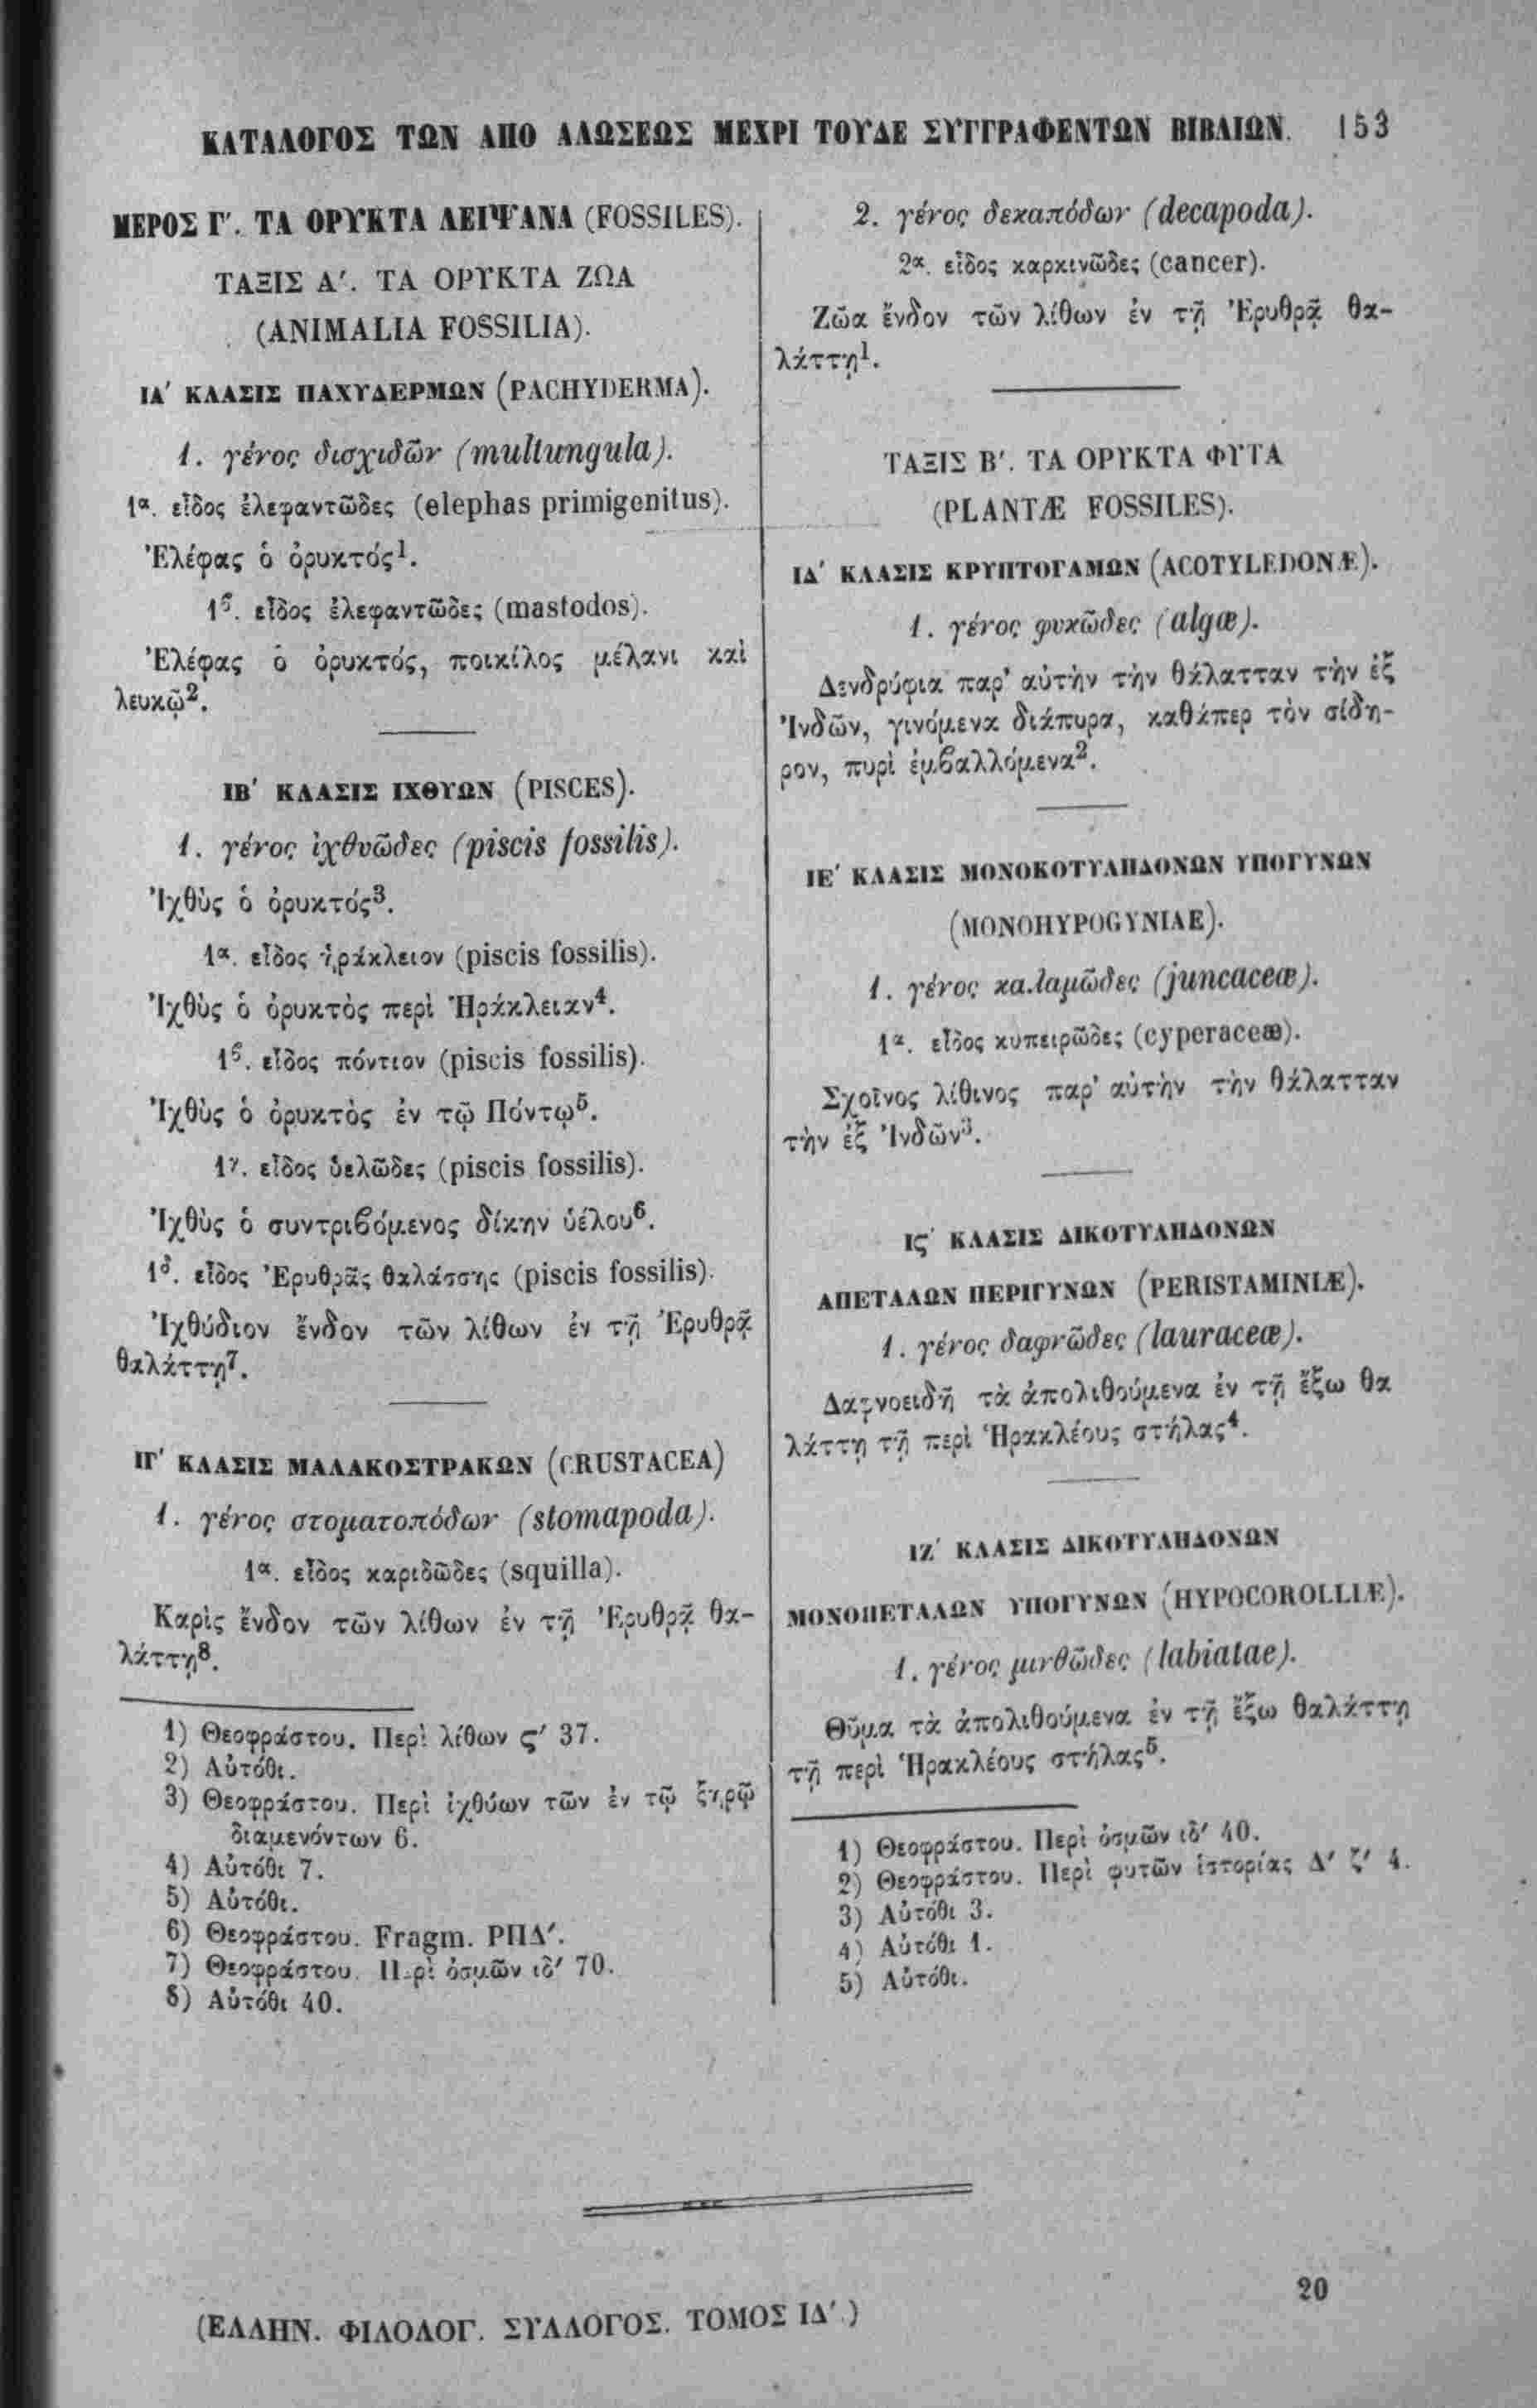 ΚΑΤΑΛΟΓΟΣ ΤΩΝ ΑΠΟ ΑΛΩΣΕΩΣ ΜΕΧΡΙ ΤΟΥΔΕ ΣΥΓΓΡΑΦΕΝΤΩΝ ΒΙΒΛΙΩΝ. 153
ΜΕΡΟΣ Γ′. ΤΑ ΟΡΥΚΤΑ ΛΕΙΨΑΝΑ (FOSSILES).
ΤΑΞΙΣ Α′. ΤΑ ΟΡΥΚΤΑ ΖΩΑ
(ANIMALIA FOSSILIA).
ΙΑ′ ΚΛΑΣΙΣ ΠΑΧΥΔΕΡΜΩΝ (PACHYDERMA).
1. γένος δισχιδῶν (multungula).
1α. εἶδος ἐλεφαντῶδες (elephas primigenitus).
Ἐλέφας ὁ ὀρυκτός¹.
1ϐ. εἶδος ἐλεφαντῶδες (mastodos).
Ἐλέφας ὁ ὀρυκτός, ποικίλος μέλανι καὶ
λευκῷ².
ΙΒ′ ΚΛΑΣΙΣ ΙΧΘΥΩΝ (PISCES).
1. γένος ἰχθυῶδες (piscis fossilis).
Ἰχθὺς ὁ ὀρυκτός³.
1α. εἶδος ἡράκλειον (piscis fossilis).
Ἰχθὺς ὁ ὀρυκτὸς περὶ Ἡράκλειαν⁴.
1ϐ. εἶδος πόντιον (piscis fossilis).
Ἰχθὺς ὁ ὀρυκτὸς ἐν τῷ Πόντῳ⁵.
1γ. εἶδος ὑελῶδες (piscis fossilis).
Ἰχθὺς ὁ συντριϐόμενος δίκην ὑέλου⁶.
1δ. εἶδος Ἐρυθρᾶς θαλάσσης (piscis fossilis).
Ἰχθύδιον ἔνδον τῶν λίθων ἐν τῇ Ἐρυθρᾷ
θαλάττῃ⁷.
ΙΓ′ ΚΛΑΣΙΣ ΜΑΛΑΚΟΣΤΡΑΚΩΝ (CRUSTACEA)
1. γένος στοματοπόδων (stomapoda).
1α. εἶδος καριδῶδες (squilla).
Καρὶς ἔνδον τῶν λίθων ἐν τῇ Ἐρυθρᾷ θα-
λάττῃ⁸.
1) Θεοφράστου. Περὶ λίθων ς′ 37.
2) Αὐτόθι.
3) Θεοφράστου. Περὶ ἰχθύων τῶν ἐν τῷ ξηρῷ
διαμενόντων 6.
4) Αὐτόθι 7.
5) Αὐτόθι.
6) Θεοφράστου. Fragm. ΡΠΔ′.
7) Θεοφράστου. Περὶ ὀσμῶν ιδ′ 70.
8) Αὐτόθι 40.
2. γένος δεκαπόδων (decapoda).
2α. εἶδος καρκινῶδες (cancer).
Ζῶα ἔνδον τῶν λίθων ἐν τῇ Ἐρυθρᾷ θα-
λάττῃ¹.
ΤΑΞΙΣ Β′. ΤΑ ΟΡΥΚΤΑ ΦΥΤΑ
(PLANTÆ FOSSILES).
ΙΔ′ ΚΛΑΣΙΣ ΚΡΥΠΤΟΓΑΜΩΝ (ACOTYLEDONÆ).
1. γένος φυκῶδες (algæ).
Δενδρύφια παρ' αὐτὴν τὴν θάλατταν τὴν ἐξ
Ἰνδῶν, γινόμενα διάπυρα, καθάπερ τὸν σίδη-
ρον, πυρὶ ἐμϐαλλόμενα².
ΙΕ′ ΚΛΑΣΙΣ ΜΟΝΟΚΟΤΥΛΗΔΟΝΩΝ ΥΠΟΓΥΝΩΝ
(MONOHYPOGYNIAE).
1. γένος καλαμῶδες (juncaceæ).
1α. εἶδος κυπειρῶδες (cyperaceæ).
Σχοῖνος λίθινος παρ' αὐτὴν τὴν θάλατταν
τὴν ἐξ Ἰνδῶν³.
Ις′ ΚΛΑΣΙΣ ΔΙΚΟΤΥΛΗΔΟΝΩΝ
ΑΠΕΤΑΛΩΝ ΠΕΡΙΓΥΝΩΝ (PERISTAMINIÆ).
1. γένος δαφνῶδες (lauraceæ).
Δαφνοειδῆ τὰ ἀπολιθούμενα ἐν τῇ ἔξω θα
λάττῃ τῇ περὶ Ἡρακλέους στήλας⁴.
ΙΖ′ ΚΛΑΣΙΣ ΔΙΚΟΤΥΛΗΔΟΝΩΝ
ΜΟΝΟΠΕΤΑΛΩΝ ΥΠΟΓΥΝΩΝ (HYPOCOROLLIÆ).
1. γένος μινθῶδες (labiatae).
Θῦμα τὰ ἀπολιθούμενα ἐν τῇ ἔξω θαλάττῃ
τῇ περὶ Ἡρακλέους στήλας⁵.
1) Θεοφράστου. Περὶ ὀσμῶν ιδ′ 40.
2) Θεοφράστου. Περὶ φυτῶν ἱστορίας Δ′ ζ′ 4.
3) Αὐτόθι 3.
4) Αὐτόθι 1.
5) Αὐτόθι.
20
(ΕΛΛΗΝ. ΦΙΛΟΛΟΓ. ΣΥΛΛΟΓΟΣ. ΤΟΜΟΣ ΙΔ′.)